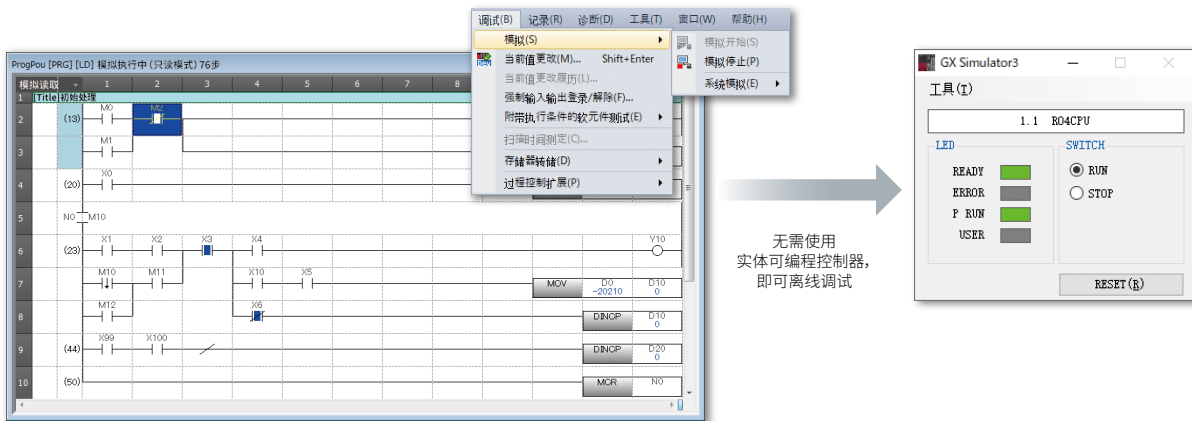 调试(B) 记录(R) 诊断(D) 工具(T) 窗口(W) 帮助(H)
模拟(S)
当前值更改(M)... Shift+Enter
当前值更改履历(L)...
强制输入输出登录/解除(F)...
附带执行条件的软元件测试(E)
扫描时间测定(C)...
存储器转储(D)
过程控制扩展(P)
模拟开始(S)
模拟停止(P)
系统模拟(E)
ProgPou [PRG] [LD] 模拟执行中 (只读模式) 76步
模拟读取 1 2 3 4 5 6 7 8
1 [Title]初始处理
2 (13) M0 M2
3 M1
4 (20) X0
5 N0 M10
6 (23) X1 X2 X3 X4 Y10
7 M10 M11 X10 X5 MOV D0 D10
-20210 0
8 M12 X6 DINCP D10
0
9 (44) X99 X100 DINCP D20
0
10 (50) MCR N0
无需使用
实体可编程控制器，
即可离线调试
GX Simulator3
工具(T)
1.1 R04CPU
LED SWITCH
READY RUN
ERROR STOP
P RUN
USER
RESET(R)